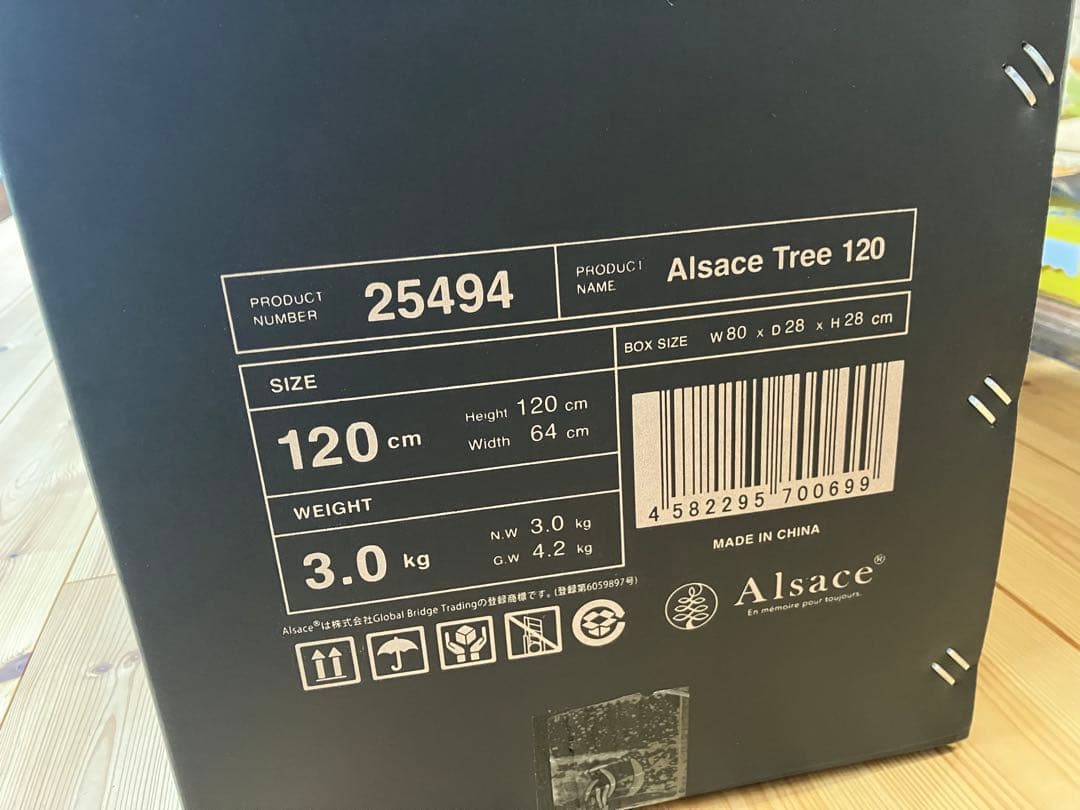 PRODUCT NUMBER 25494
PRODUCT NAME Alsace Tree 120
SIZE
120 cm
Height 120 cm
Width 64 cm
BOX SIZE W 80 x D 28 x H 28 cm
WEIGHT
3.0 kg
N.W 3.0 kg
G.W 4.2 kg
4 582295 700699
MADE IN CHINA
Alsace®は株式会社Global Bridge Tradingの登録商標です。(登録第6059897号)
Alsace®
En mémoire pour toujours.